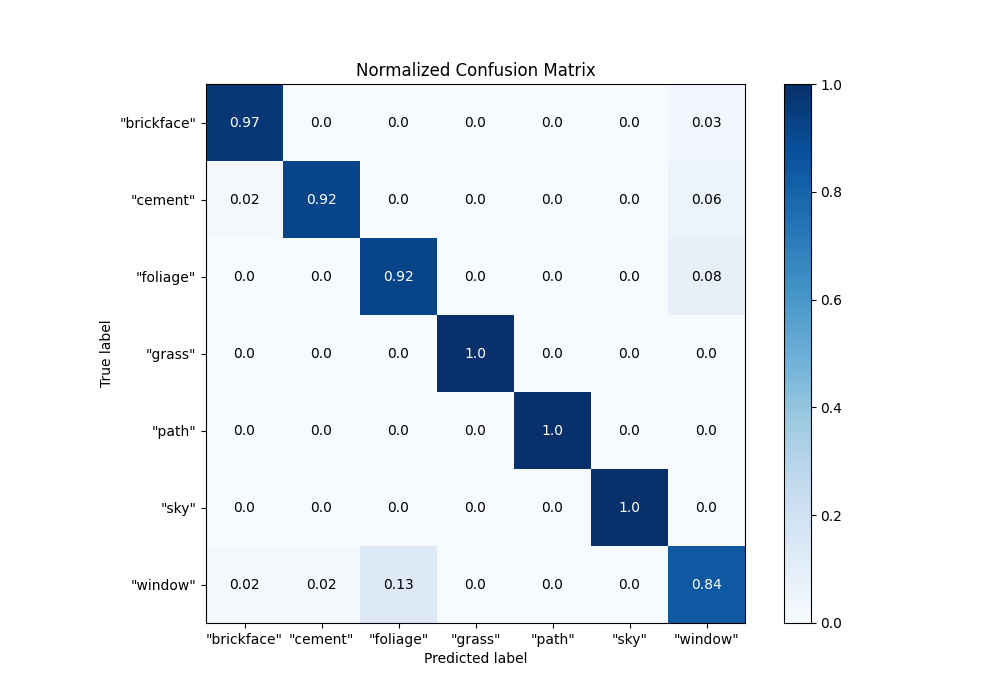 Normalized Confusion Matrix
"brickface" 0.97 0.0 0.0 0.0 0.0 0.0 0.03
"cement" 0.02 0.92 0.0 0.0 0.0 0.0 0.06
"foliage" 0.0 0.0 0.92 0.0 0.0 0.0 0.08
"grass" 0.0 0.0 0.0 1.0 0.0 0.0 0.0
"path" 0.0 0.0 0.0 0.0 1.0 0.0 0.0
"sky" 0.0 0.0 0.0 0.0 0.0 1.0 0.0
"window" 0.02 0.02 0.13 0.0 0.0 0.0 0.84
"brickface" "cement" "foliage" "grass" "path" "sky" "window"
Predicted label
True label
1.0
0.8
0.6
0.4
0.2
0.0